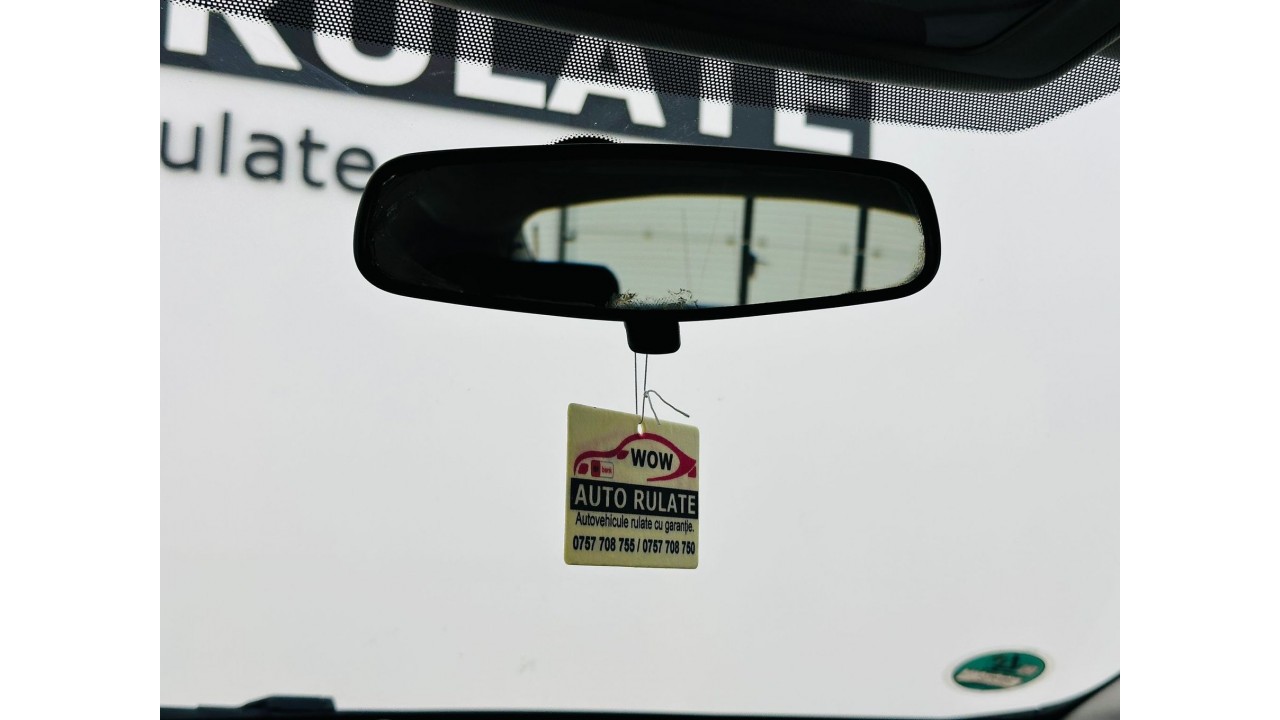 RULATE
ulate
WOW
AUTO RULATE
Autovehicule rulate cu garanție.
0757 708 755 / 0757 708 750